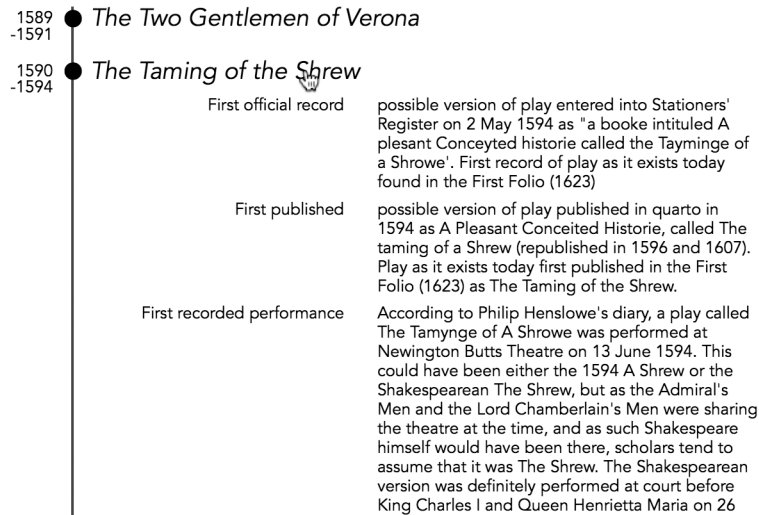 1589
-1591
The Two Gentlemen of Verona
1590
-1594
The Taming of the Shrew
First official record
possible version of play entered into Stationers'
Register on 2 May 1594 as "a booke intituled A
plesant Conceyted historie called the Tayminge of
a Shrowe'. First record of play as it exists today
found in the First Folio (1623)
First published
possible version of play published in quarto in
1594 as A Pleasant Conceited Historie, called The
taming of a Shrew (republished in 1596 and 1607).
Play as it exists today first published in the First
Folio (1623) as The Taming of the Shrew.
First recorded performance
According to Philip Henslowe's diary, a play called
The Tamynge of A Shrowe was performed at
Newington Butts Theatre on 13 June 1594. This
could have been either the 1594 A Shrew or the
Shakespearean The Shrew, but as the Admiral's
Men and the Lord Chamberlain's Men were sharing
the theatre at the time, and as such Shakespeare
himself would have been there, scholars tend to
assume that it was The Shrew. The Shakespearean
version was definitely performed at court before
King Charles I and Queen Henrietta Maria on 26